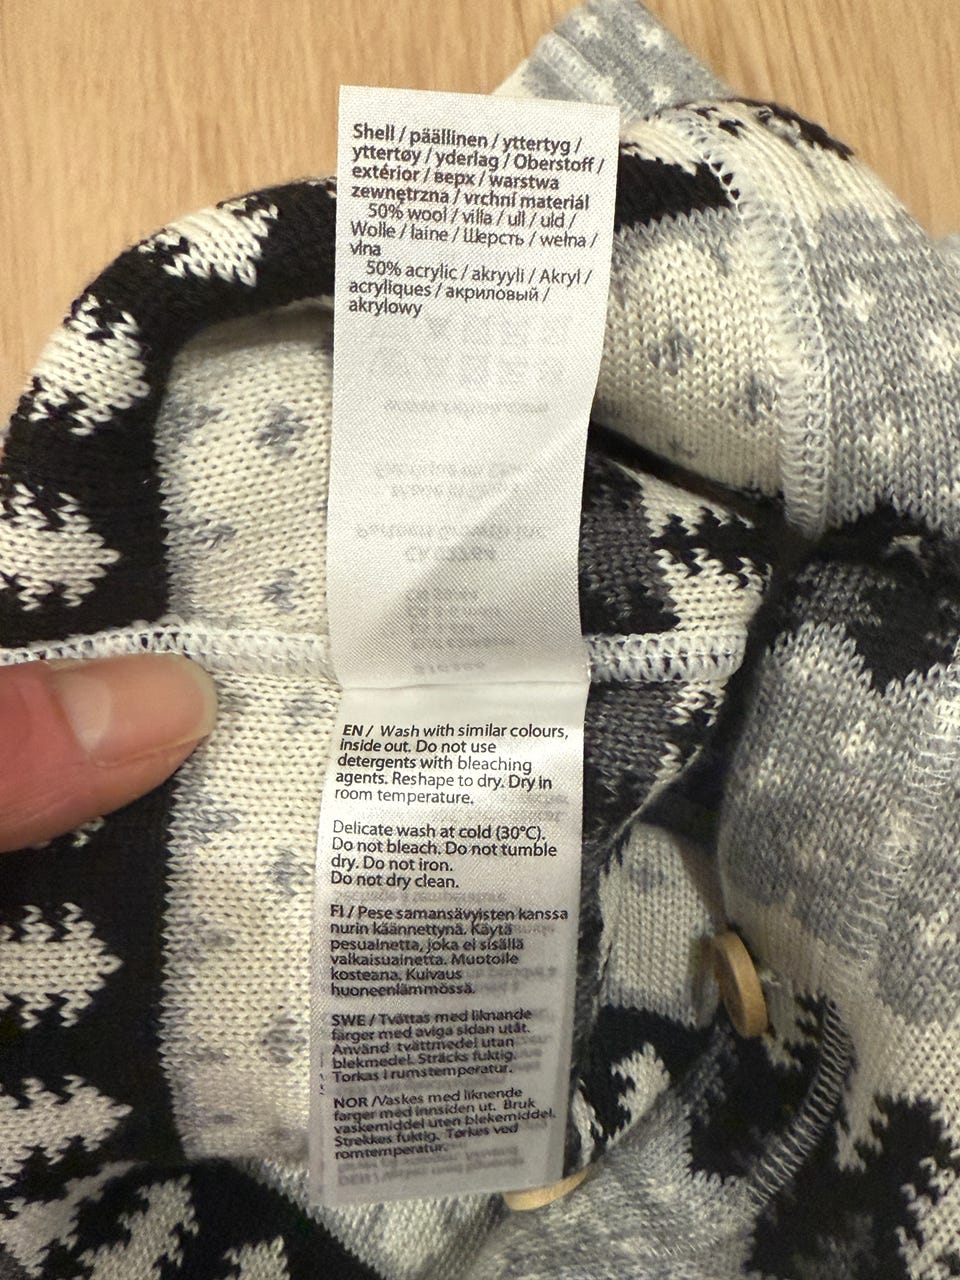 Shell / päällinen / yttertyg /
yttertøy / yderlag / Oberstoff /
extérior / верх / warstwa
zewnętrzna / vrchní materiál
50% wool / villa / ull / uld /
Wolle / laine / Шерсть / wełna /
vlna
50% acrylic / akryyli / Akryl /
acryliques / акриловый /
akrylowy
EN / Wash with similar colours,
inside out. Do not use
detergents with bleaching
agents. Reshape to dry. Dry in
room temperature.
Delicate wash at cold (30°C).
Do not bleach. Do not tumble
dry. Do not iron.
Do not dry clean.
FI / Pese samansävyisten kanssa
nurin käännettynä. Käytä
pesuainetta, joka ei sisällä
valkaisuainetta. Muotoile
kosteana. Kuivaus
huoneenlämmössä.
SWE / Tvättas med liknande
färger med aviga sidan utåt.
Använd tvättmedel utan
blekmedel. Sträcks fuktig.
Torkas i rumstemperatur.
NOR /Vaskes med liknende
farger med innsiden ut. Bruk
vaskemiddel uten blekemiddel.
Strekkes fuktig. Tørkes ved
romtemperatur.